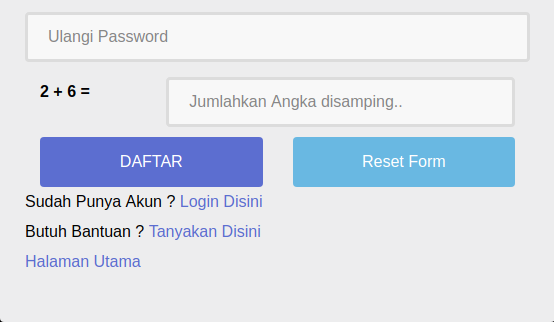 Ulangi Password
2 + 6 = Jumlahkan Angka disamping..
DAFTAR Reset Form
Sudah Punya Akun ? Login Disini
Butuh Bantuan ? Tanyakan Disini
Halaman Utama